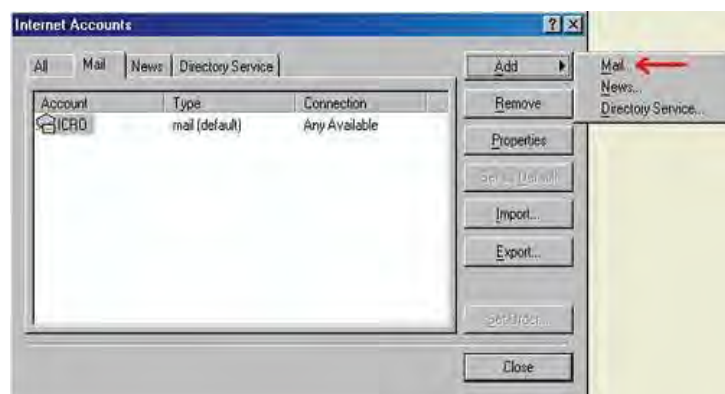 Internet Accounts
All Mail News Directory Service
Account Type Connection
ICRO mail (default) Any Available
Add
Remove
Properties
Set as Default
Import...
Export...
Set Order...
Close
Mail...
News...
Directory Service...